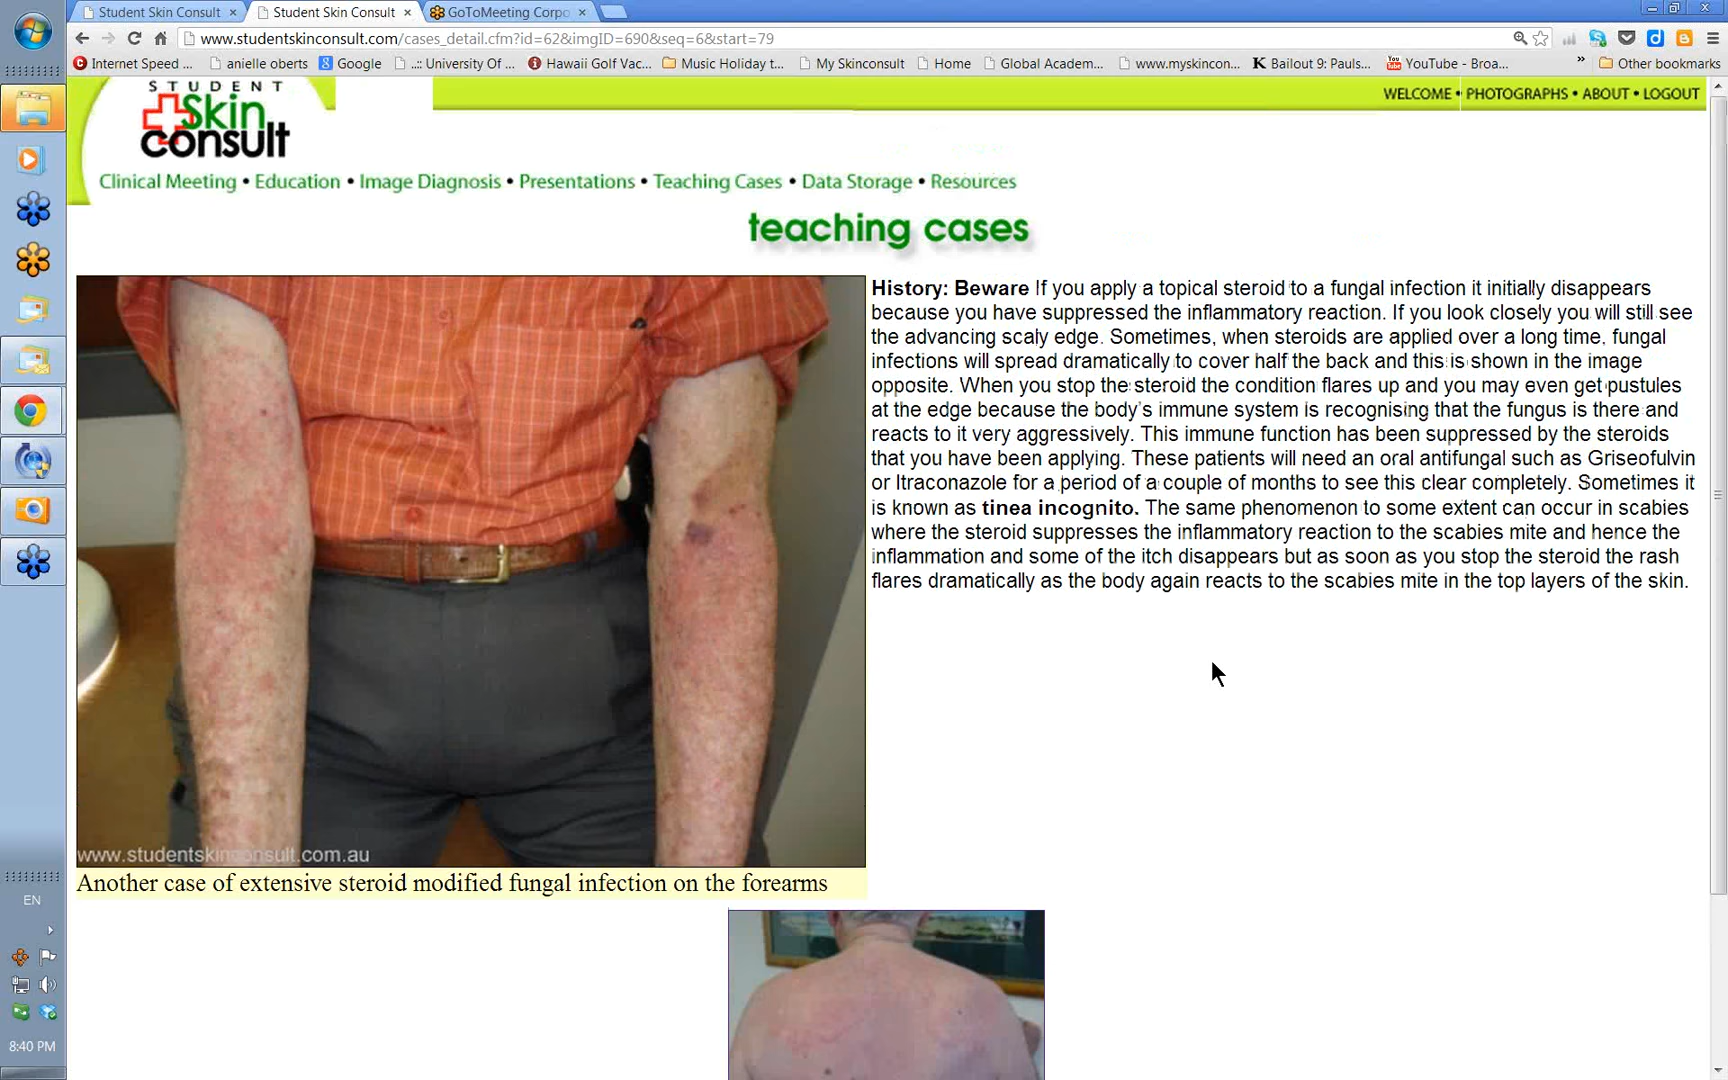 Student Skin Consult
Student Skin Consult
GoToMeeting Corpo
www.studentskinconsult.com/cases_detail.cfm?id=62&imgID=690&seq=6&start=79
Internet Speed ...
anielle oberts
Google
..:: University Of ...
Hawaii Golf Vac...
Music Holiday t...
My Skinconsult
Home
Global Academ...
www.myskincon...
K Bailout 9: Pauls...
YouTube - Broa...
»
Other bookmarks
STUDENT
Skin
consult
WELCOME • PHOTOGRAPHS • ABOUT • LOGOUT
Clinical Meeting • Education • Image Diagnosis • Presentations • Teaching Cases • Data Storage • Resources
teaching cases
History: Beware If you apply a topical steroid to a fungal infection it initially disappears
because you have suppressed the inflammatory reaction. If you look closely you will still see
the advancing scaly edge. Sometimes, when steroids are applied over a long time, fungal
infections will spread dramatically to cover half the back and this is shown in the image
opposite. When you stop the steroid the condition flares up and you may even get pustules
at the edge because the body's immune system is recognising that the fungus is there and
reacts to it very aggressively. This immune function has been suppressed by the steroids
that you have been applying. These patients will need an oral antifungal such as Griseofulvin
or Itraconazole for a period of a couple of months to see this clear completely. Sometimes it
is known as tinea incognito. The same phenomenon to some extent can occur in scabies
where the steroid suppresses the inflammatory reaction to the scabies mite and hence the
inflammation and some of the itch disappears but as soon as you stop the steroid the rash
flares dramatically as the body again reacts to the scabies mite in the top layers of the skin.
www.studentskinconsult.com.au
Another case of extensive steroid modified fungal infection on the forearms
EN
8:40 PM